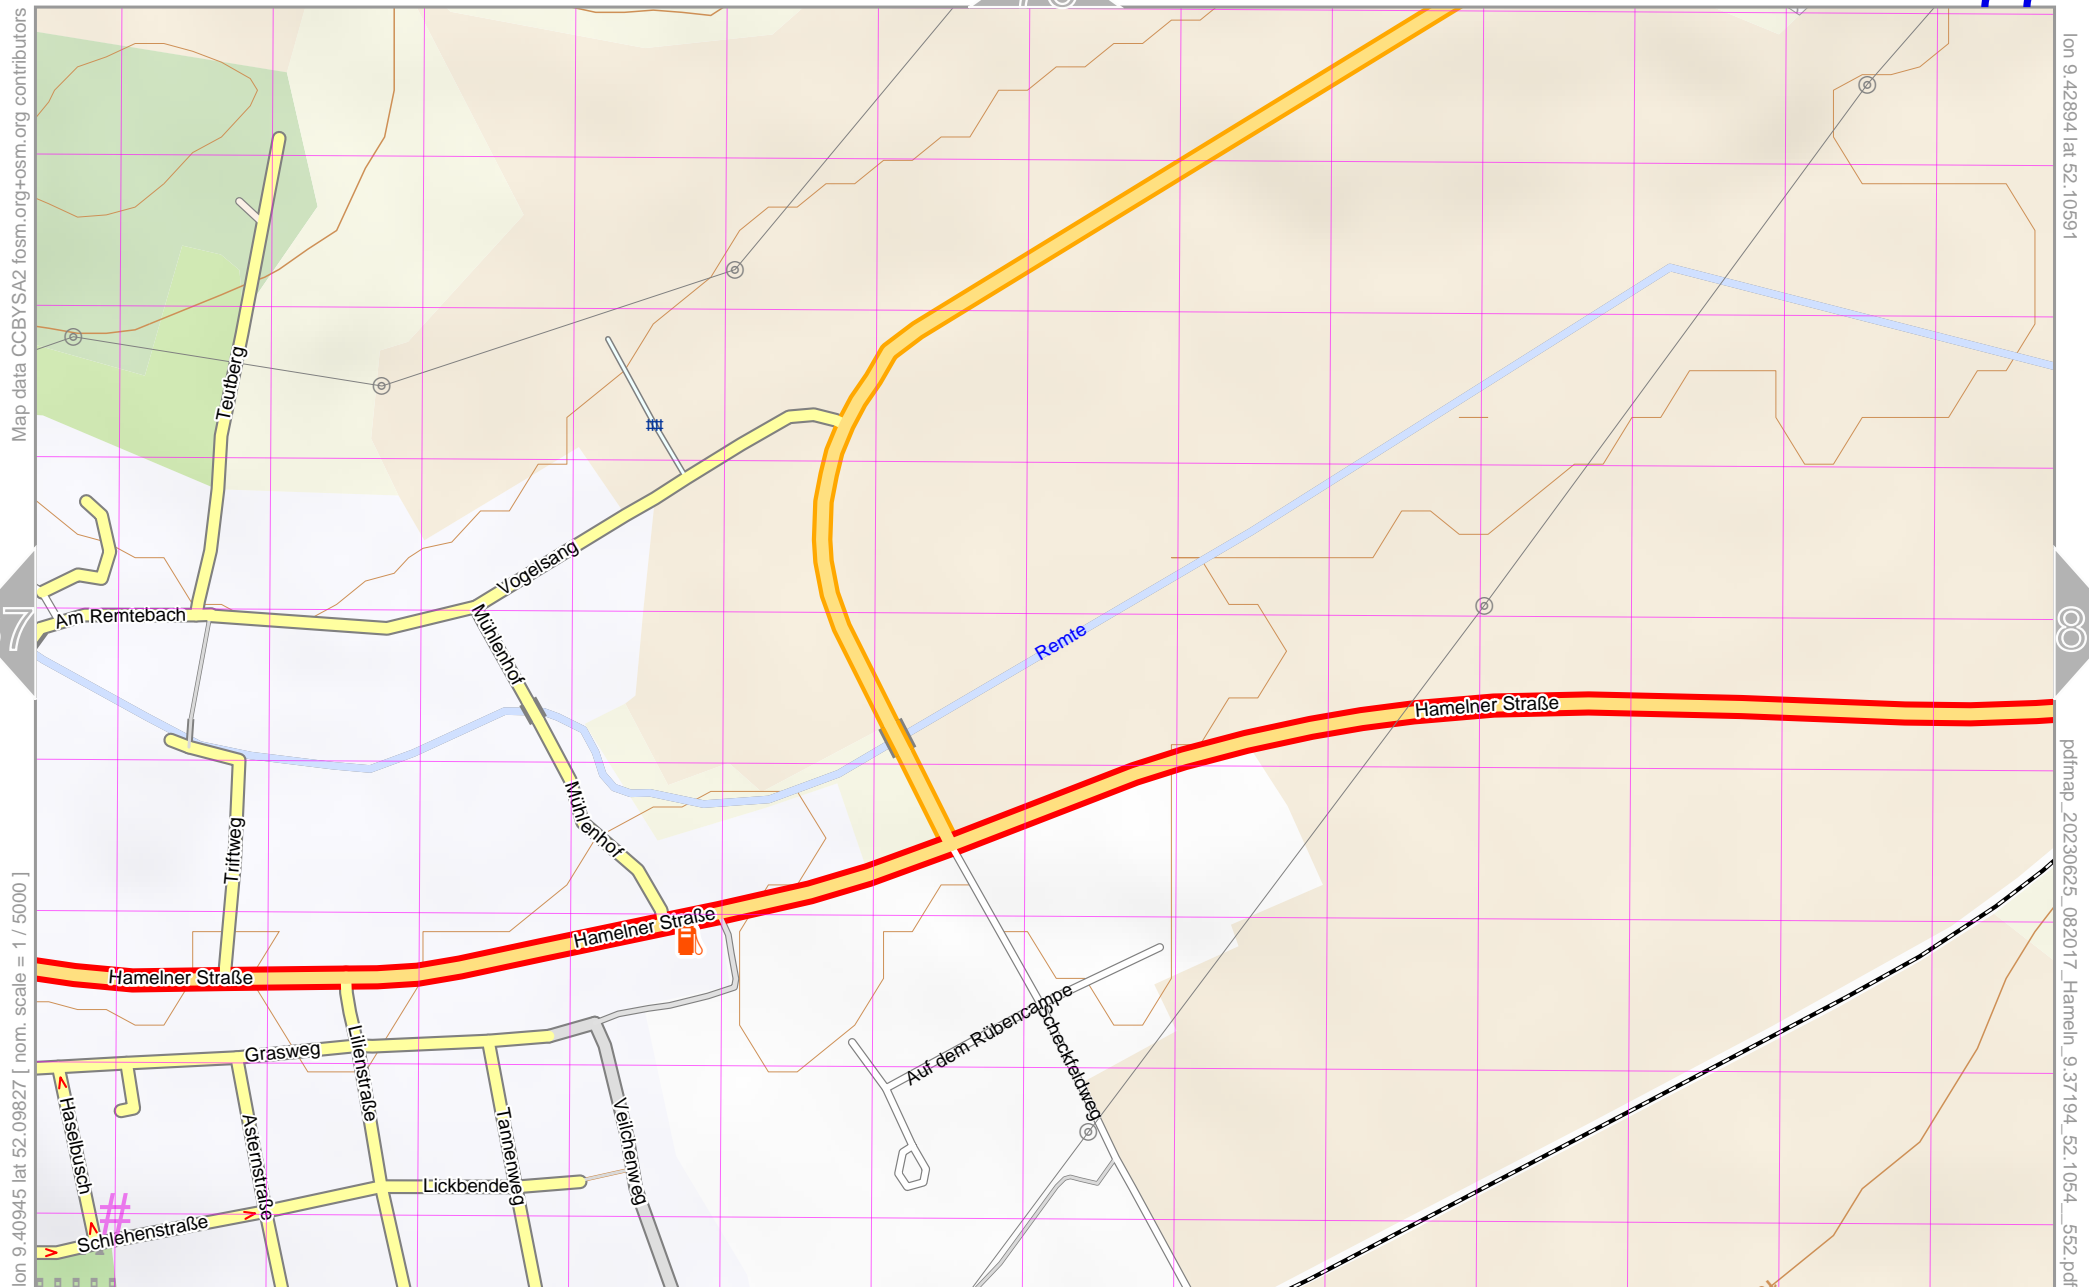 Map data CCBYSA2 fosm.org+osm.org contributors
lon 9.42894 lat 52.10591
Teutberg
Vogelsang
Am Remtebach
Mühlenhof
Remte
7
8
Hamelner Straße
Mühlenhof
Triftweg
Hamelner Straße
Hamelner Straße
Auf dem Rübencampe
Scheckfeldweg
Grasweg
Lilienstraße
Haselbusch
Asternstraße
Tannenweg
Veilchenweg
Lickbende
Schlehenstraße
#
lon 9.40945 lat 52.09827 [ nom. scale = 1 / 5000 ]
pdfmap_20230625_082017_Hameln_9.37194_52.1054__552.pdf